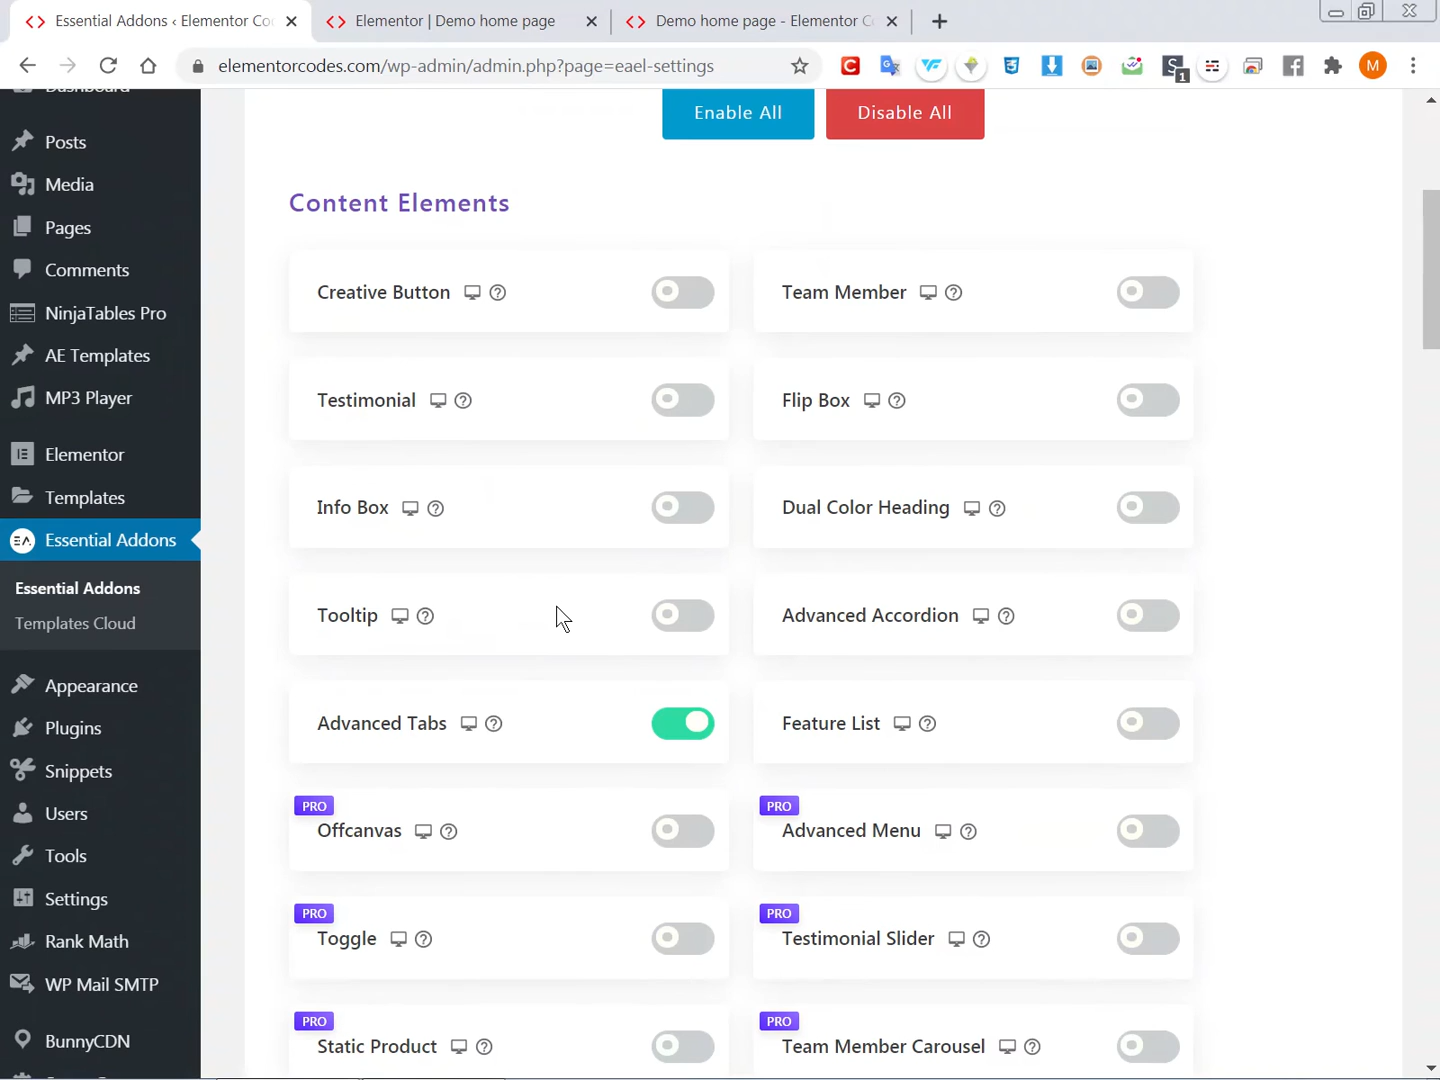 Essential Addons ‹ Elementor Co
Elementor | Demo home page
Demo home page - Elementor C
elementorcodes.com/wp-admin/admin.php?page=eael-settings
1
M
Dashboard
Posts
Media
Pages
Comments
NinjaTables Pro
AE Templates
MP3 Player
Elementor
Templates
Essential Addons
Essential Addons
Templates Cloud
Appearance
Plugins
Snippets
Users
Tools
Settings
Rank Math
WP Mail SMTP
BunnyCDN
Enable All
Disable All
Content Elements
Creative Button
Team Member
Testimonial
Flip Box
Info Box
Dual Color Heading
Tooltip
Advanced Accordion
Advanced Tabs
Feature List
PRO
Offcanvas
PRO
Advanced Menu
PRO
Toggle
PRO
Testimonial Slider
PRO
Static Product
PRO
Team Member Carousel